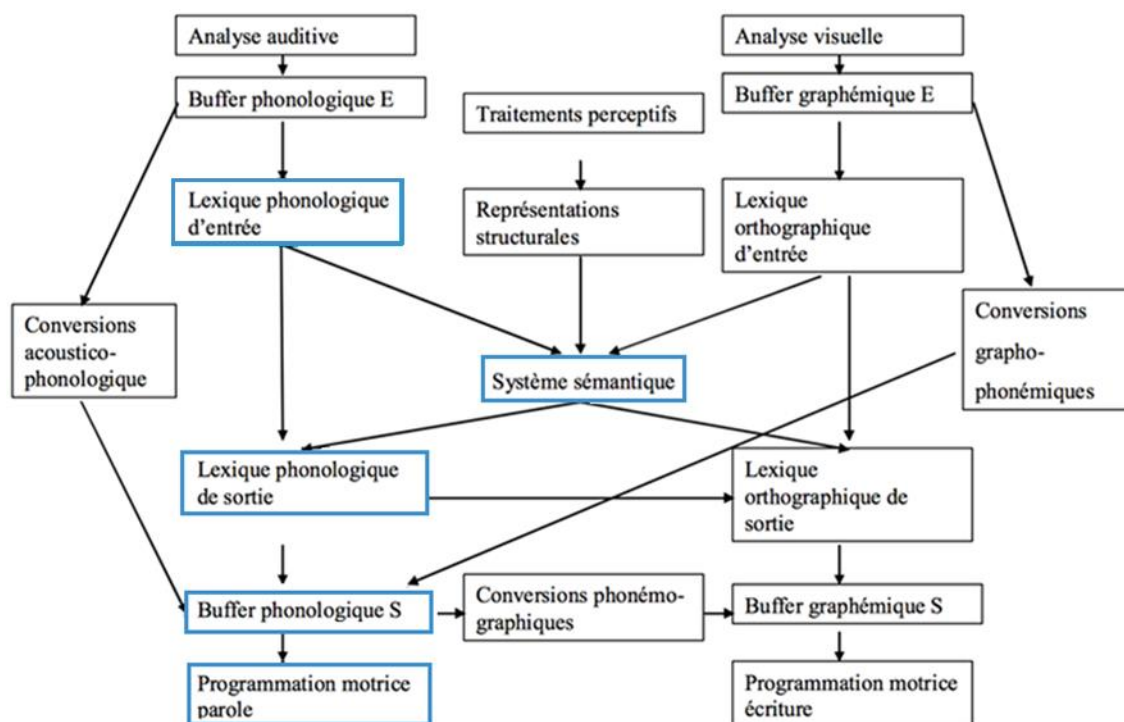 Analyse auditive
Analyse visuelle
Buffer phonologique E
Traitements perceptifs
Buffer graphémique E
Lexique phonologique
d’entrée
Représentations
structurales
Lexique
orthographique
d’entrée
Conversions
acoustico-
phonologique
Système sémantique
Conversions
grapho-
phonémiques
Lexique phonologique
de sortie
Lexique
orthographique de
sortie
Buffer phonologique S
Conversions phonémo-
graphiques
Buffer graphémique S
Programmation motrice
parole
Programmation motrice
écriture